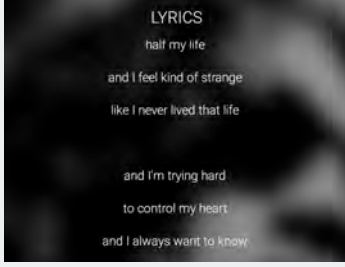 LYRICS
half my life
and I feel kind of strange
like I never lived that life
and I'm trying hard
to control my heart
and I always want to know